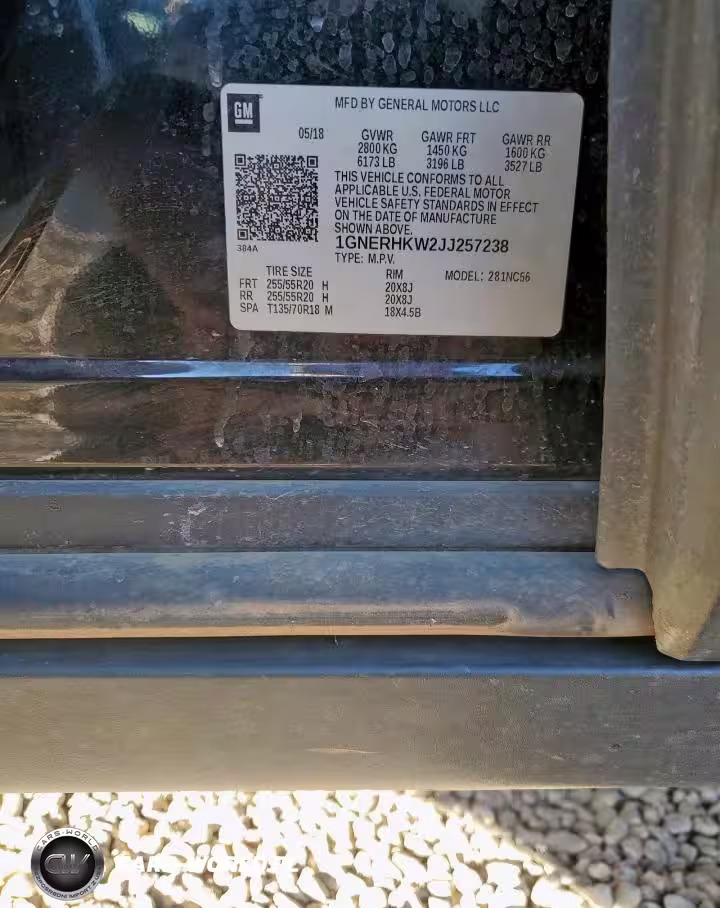 GM
MFD BY GENERAL MOTORS LLC
05/18
GVWR GAWR FRT GAWR RR
2800 KG 1450 KG 1600 KG
6173 LB 3196 LB 3527 LB
THIS VEHICLE CONFORMS TO ALL
APPLICABLE U.S. FEDERAL MOTOR
VEHICLE SAFETY STANDARDS IN EFFECT
ON THE DATE OF MANUFACTURE
SHOWN ABOVE.
384A
1GNERHKW2JJ257238
TYPE: M.P.V.
TIRE SIZE RIM MODEL: 281NC56
FRT 255/55R20 H 20X8J
RR 255/55R20 H 20X8J
SPA T135/70R18 M 18X4.5B
CARS-WORLD
CW